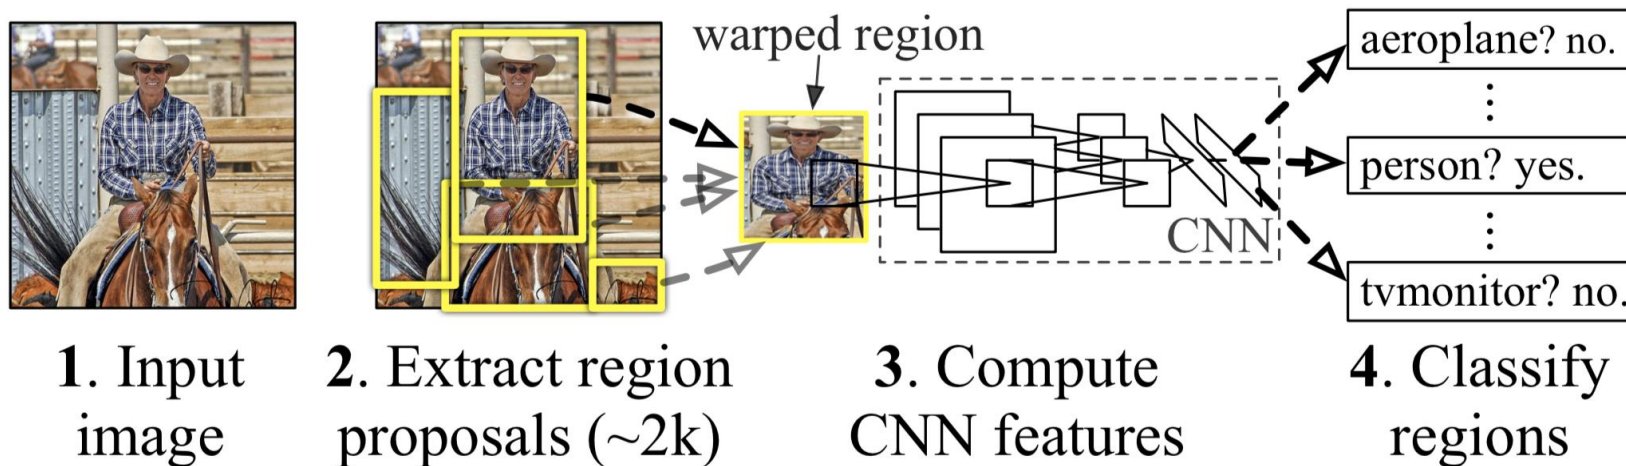 warped region
aeroplane? no.
person? yes.
CNN
tvmonitor? no.
1. Input
image
2. Extract region
proposals (~2k)
3. Compute
CNN features
4. Classify
regions